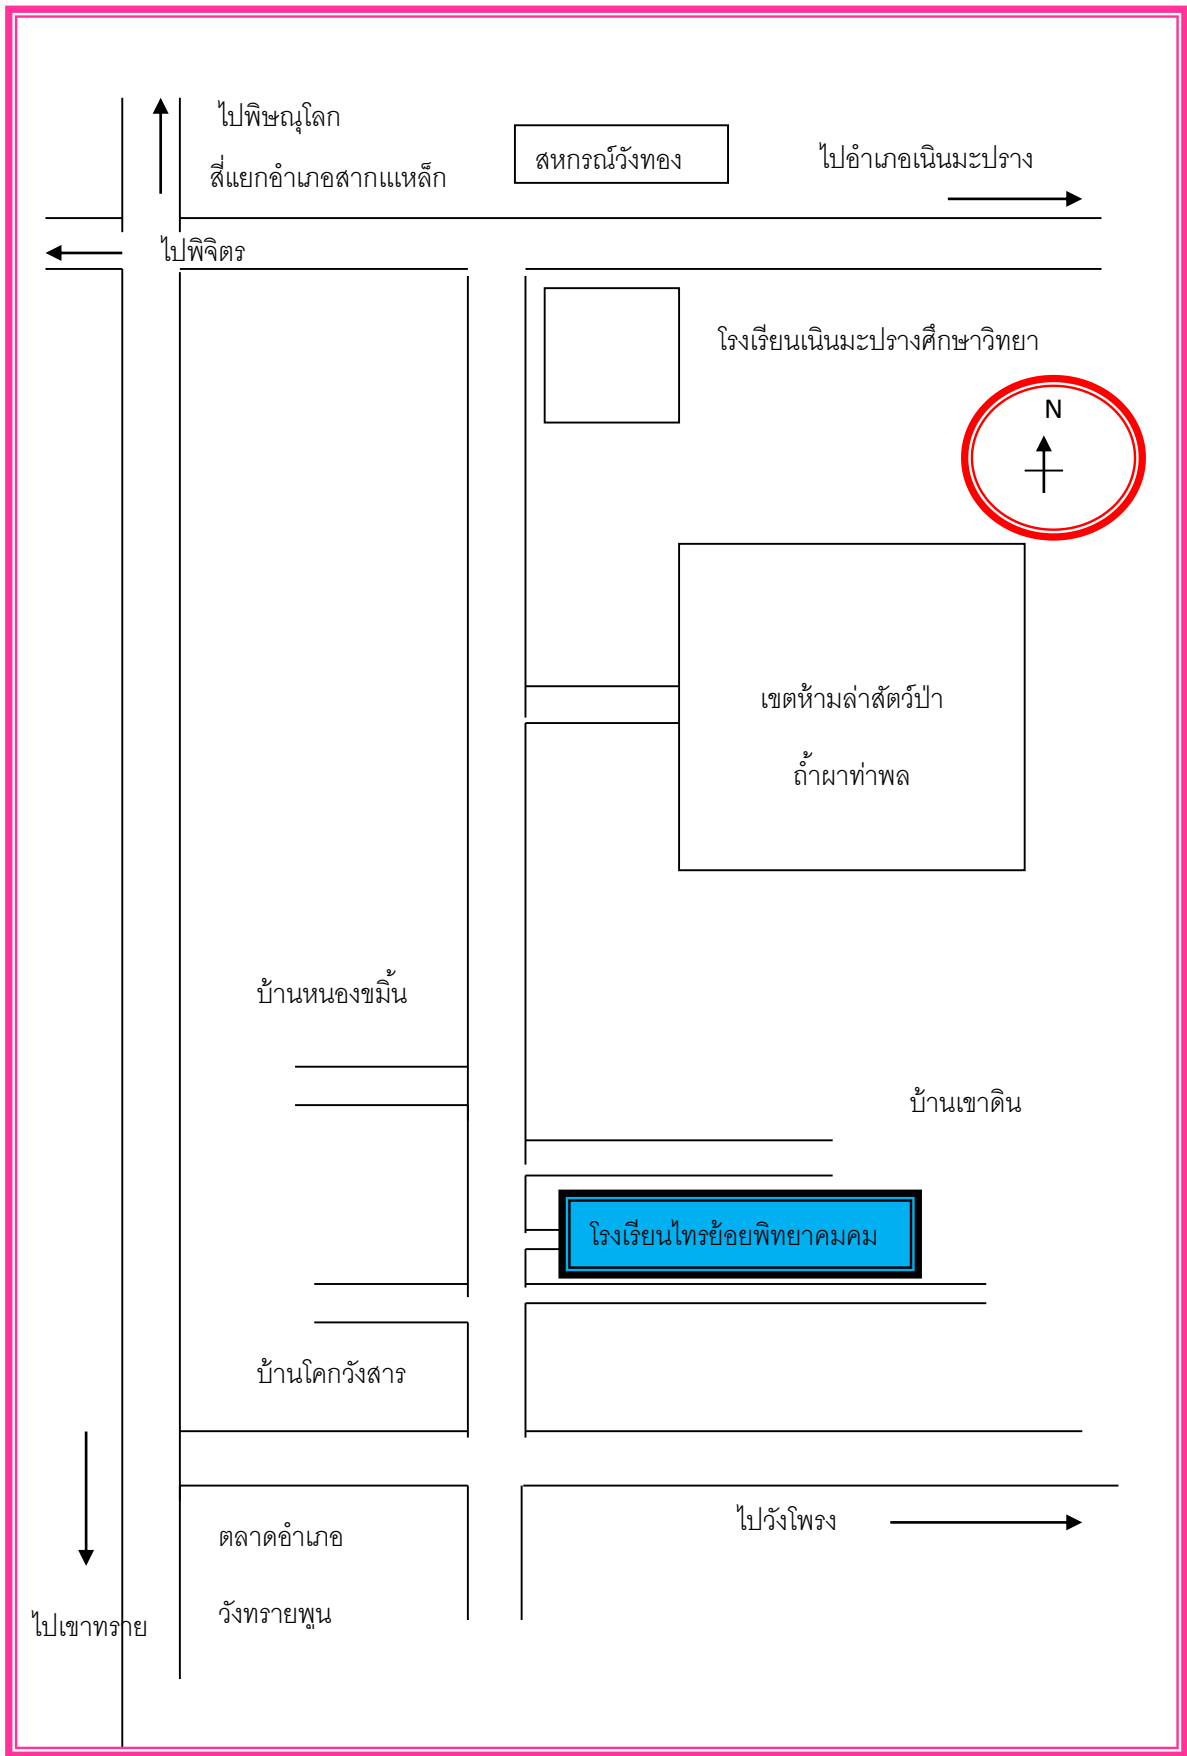 ไปพิษณุโลก
สหกรณ์วังทอง
ไปอำเภอเนินมะปราง
สี่แยกอำเภอสากแหล็ก
ไปพิจิตร
โรงเรียนเนินมะปรางศึกษาวิทยา
N
เขตห้ามล่าสัตว์ป่า
ถ้ำผาท่าพล
บ้านหนองขมิ้น
บ้านเขาดิน
โรงเรียนไทรย้อยพิทยาคมคม
บ้านโคกวังสาร
ไปวังโพรง
ตลาดอำเภอ
วังทรายพูน
ไปเขาทราย